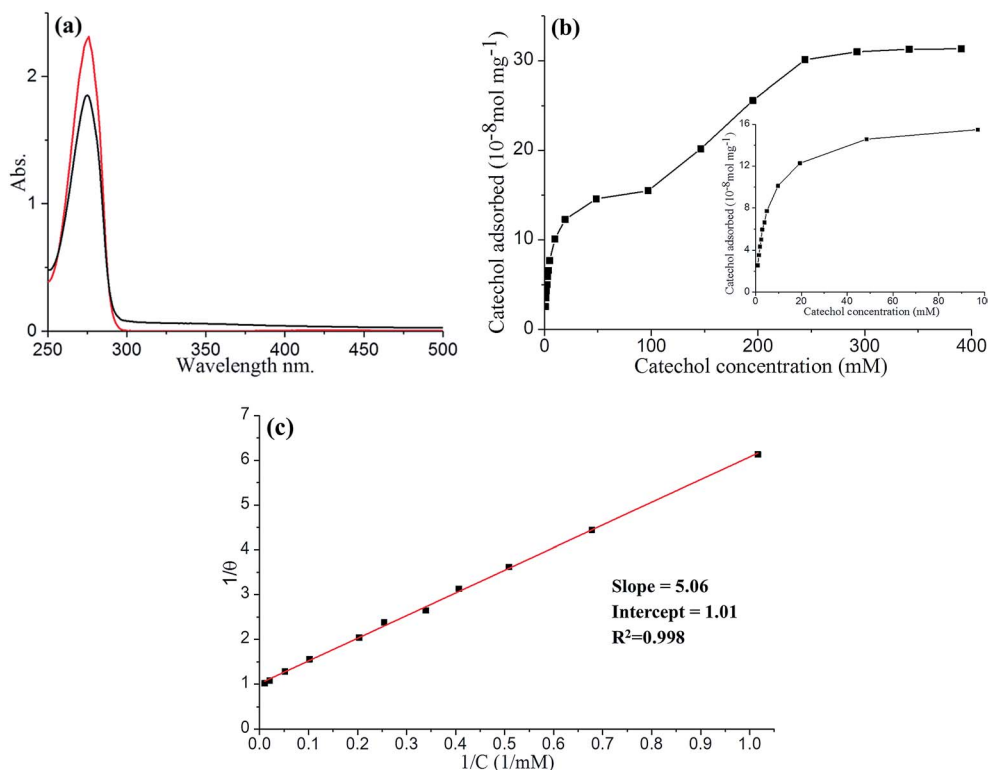 (a)
Abs.
2
1
0
250 300 350 400 450 500
Wavelength nm.
(b)
Catechol adsorbed (10⁻⁸mol mg⁻¹)
30
20
10
0
0 100 200 300 400
Catechol concentration (mM)
Catechol adsorbed (10⁻⁸mol mg⁻¹)
16
12
8
4
0
0 20 40 60 80 100
Catechol concentration (mM)
(c)
1/θ
7
6
5
4
3
2
1
0
0.0 0.1 0.2 0.3 0.4 0.5 0.6 0.7 0.8 0.9 1.0
1/C (1/mM)
Slope = 5.06
Intercept = 1.01
R²=0.998